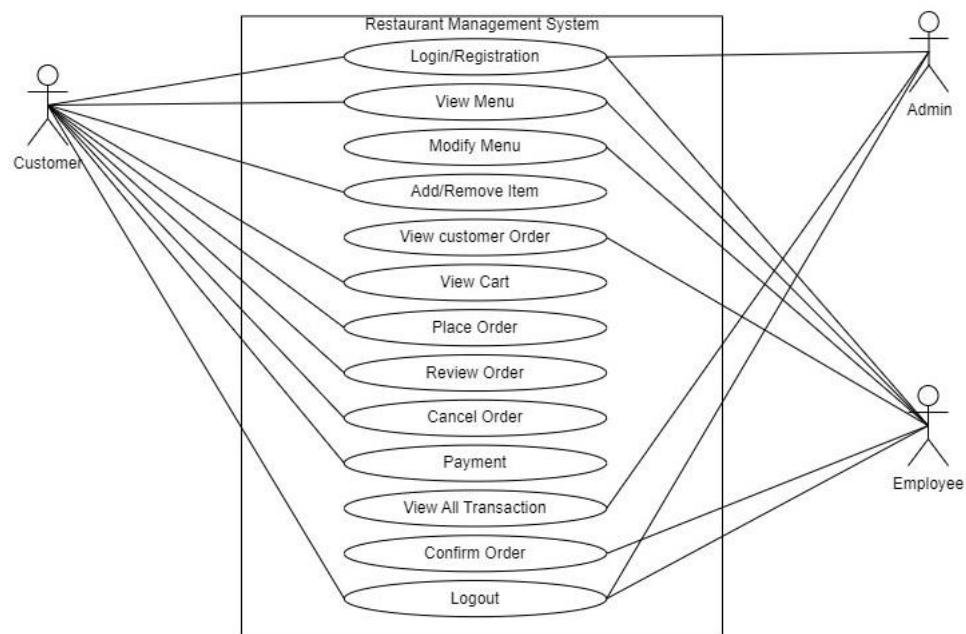 Restaurant Management System
Login/Registration
View Menu
Modify Menu
Add/Remove Item
View customer Order
View Cart
Place Order
Review Order
Cancel Order
Payment
View All Transaction
Confirm Order
Logout
Customer
Admin
Employee